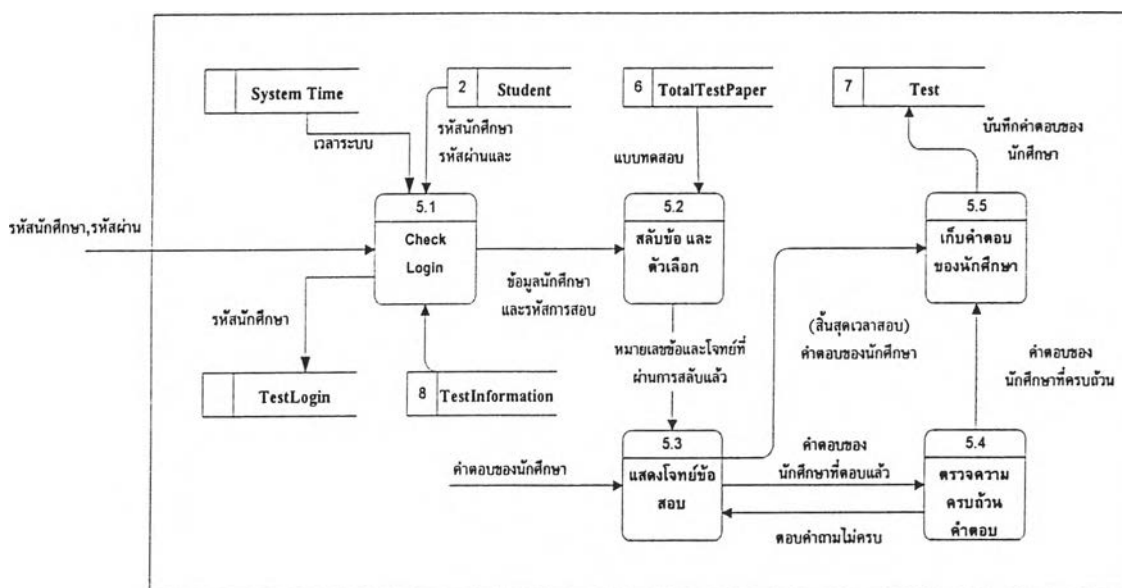 System Time
2 Student
6 TotalTestPaper
7 Test
เวลาระบบ
รหัสนักศึกษา
รหัสผ่านและ
แบบทดสอบ
บันทึกคำตอบของ
นักศึกษา
รหัสนักศึกษา,รหัสผ่าน
5.1
Check
Login
5.2
สลับข้อ และ
ตัวเลือก
5.5
เก็บคำตอบ
ของนักศึกษา
ข้อมูลนักศึกษา
และรหัสการสอบ
รหัสนักศึกษา
TestLogin
8 TestInformation
หมายเลขข้อและโจทย์ที่
ผ่านการสลับแล้ว
(สิ้นสุดเวลาสอบ)
คำตอบของนักศึกษา
คำตอบของ
นักศึกษาที่ครบถ้วน
คำตอบของนักศึกษา
5.3
แสดงโจทย์ข้อ
สอบ
คำตอบของ
นักศึกษาที่ตอบแล้ว
ตอบคำถามไม่ครบ
5.4
ตรวจความ
ครบถ้วน
คำตอบ